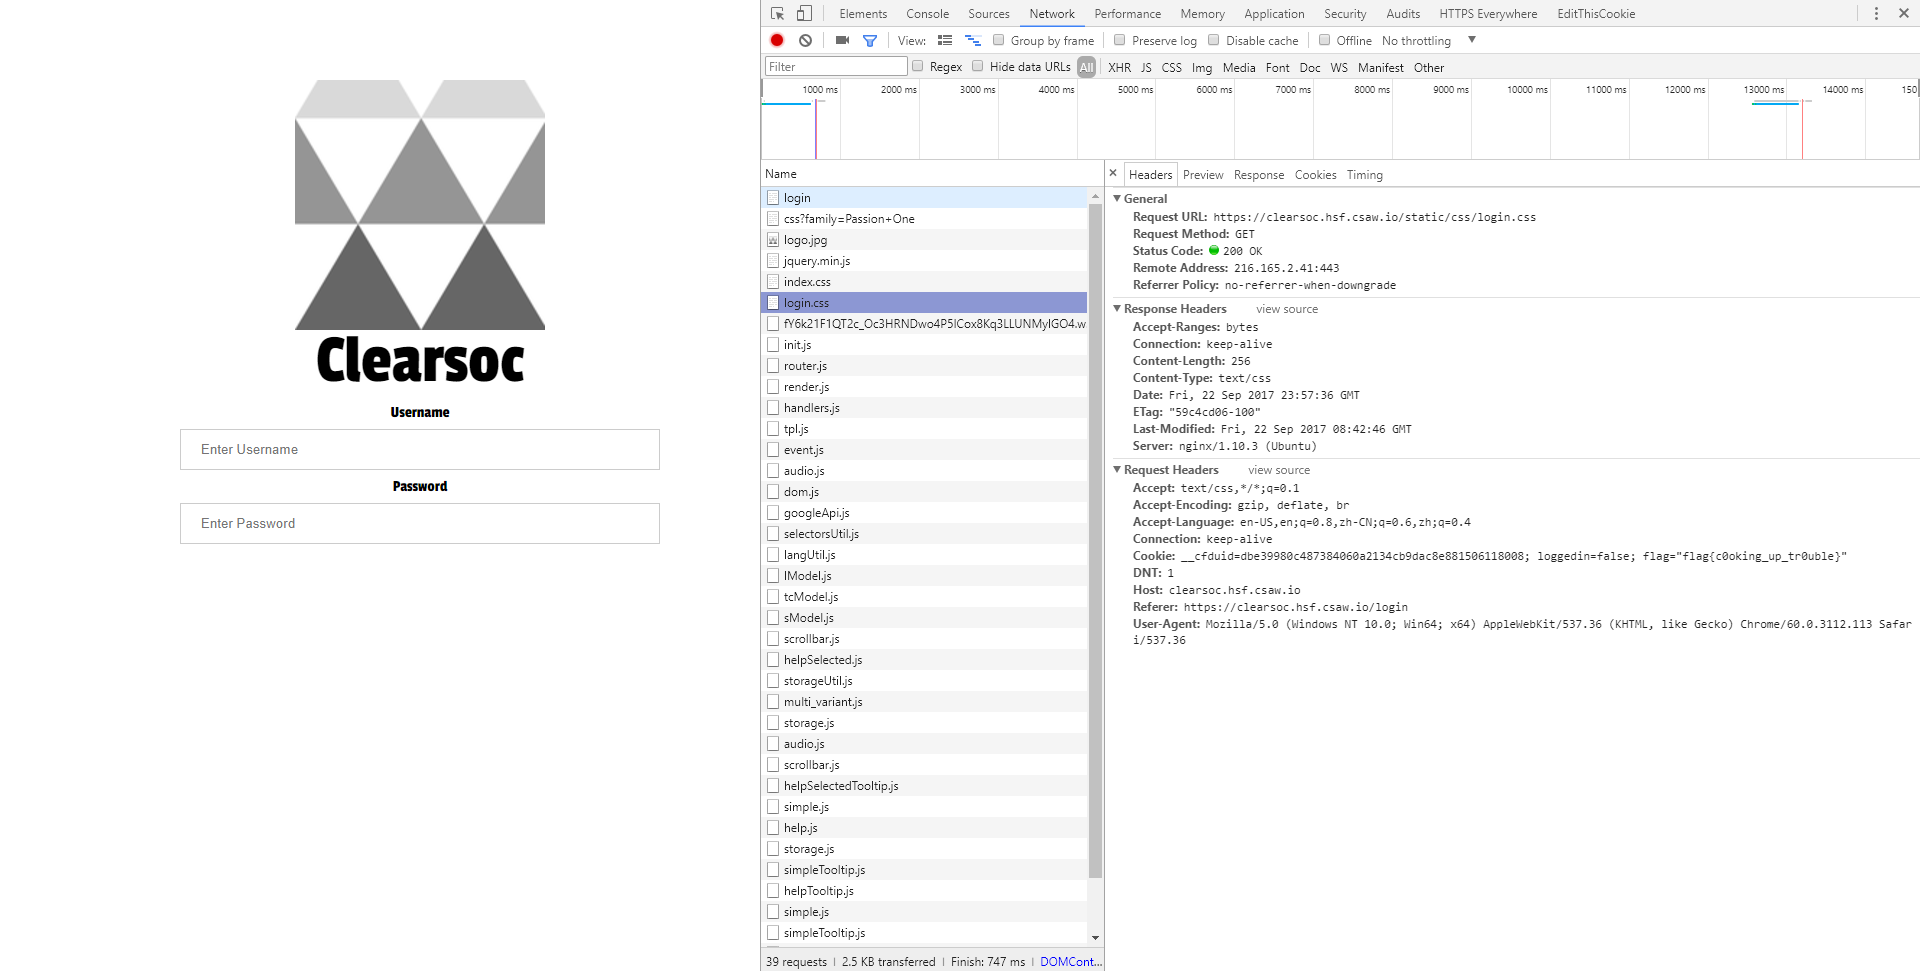 Clearsoc
Username
Enter Username
Password
Enter Password
Elements Console Sources Network Performance Memory Application Security Audits HTTPS Everywhere EditThisCookie
View: Group by frame Preserve log Disable cache Offline No throttling
Filter Regex Hide data URLs All XHR JS CSS Img Media Font Doc WS Manifest Other
1000 ms 2000 ms 3000 ms 4000 ms 5000 ms 6000 ms 7000 ms 8000 ms 9000 ms 10000 ms 11000 ms 12000 ms 13000 ms 14000 ms 150
Name
login
css?family=Passion+One
logo.jpg
jquery.min.js
index.css
login.css
fY6k21F1QT2c_Oc3HRNDwo4P5ICox8Kq3LLUNMyIGO4.w
init.js
router.js
render.js
handlers.js
tpl.js
event.js
audio.js
dom.js
googleApi.js
selectorsUtil.js
langUtil.js
lModel.js
tcModel.js
sModel.js
scrollbar.js
helpSelected.js
storageUtil.js
multi_variant.js
storage.js
audio.js
scrollbar.js
helpSelectedTooltip.js
simple.js
help.js
storage.js
simpleTooltip.js
helpTooltip.js
simple.js
simpleTooltip.js
39 requests | 2.5 KB transferred | Finish: 747 ms | DOMCont...
Headers Preview Response Cookies Timing
General
Request URL: https://clearsoc.hsf.csaw.io/static/css/login.css
Request Method: GET
Status Code: 200 OK
Remote Address: 216.165.2.41:443
Referrer Policy: no-referrer-when-downgrade
Response Headers view source
Accept-Ranges: bytes
Connection: keep-alive
Content-Length: 256
Content-Type: text/css
Date: Fri, 22 Sep 2017 23:57:36 GMT
ETag: "59c4cd06-100"
Last-Modified: Fri, 22 Sep 2017 08:42:46 GMT
Server: nginx/1.10.3 (Ubuntu)
Request Headers view source
Accept: text/css,*/*;q=0.1
Accept-Encoding: gzip, deflate, br
Accept-Language: en-US,en;q=0.8,zh-CN;q=0.6,zh;q=0.4
Connection: keep-alive
Cookie: __cfduid=dbe39980c487384060a2134cb9dac8e881506118008; loggedin=false; flag="flag{c0oking_up_tr0uble}"
DNT: 1
Host: clearsoc.hsf.csaw.io
Referer: https://clearsoc.hsf.csaw.io/login
User-Agent: Mozilla/5.0 (Windows NT 10.0; Win64; x64) AppleWebKit/537.36 (KHTML, like Gecko) Chrome/60.0.3112.113 Safar
i/537.36